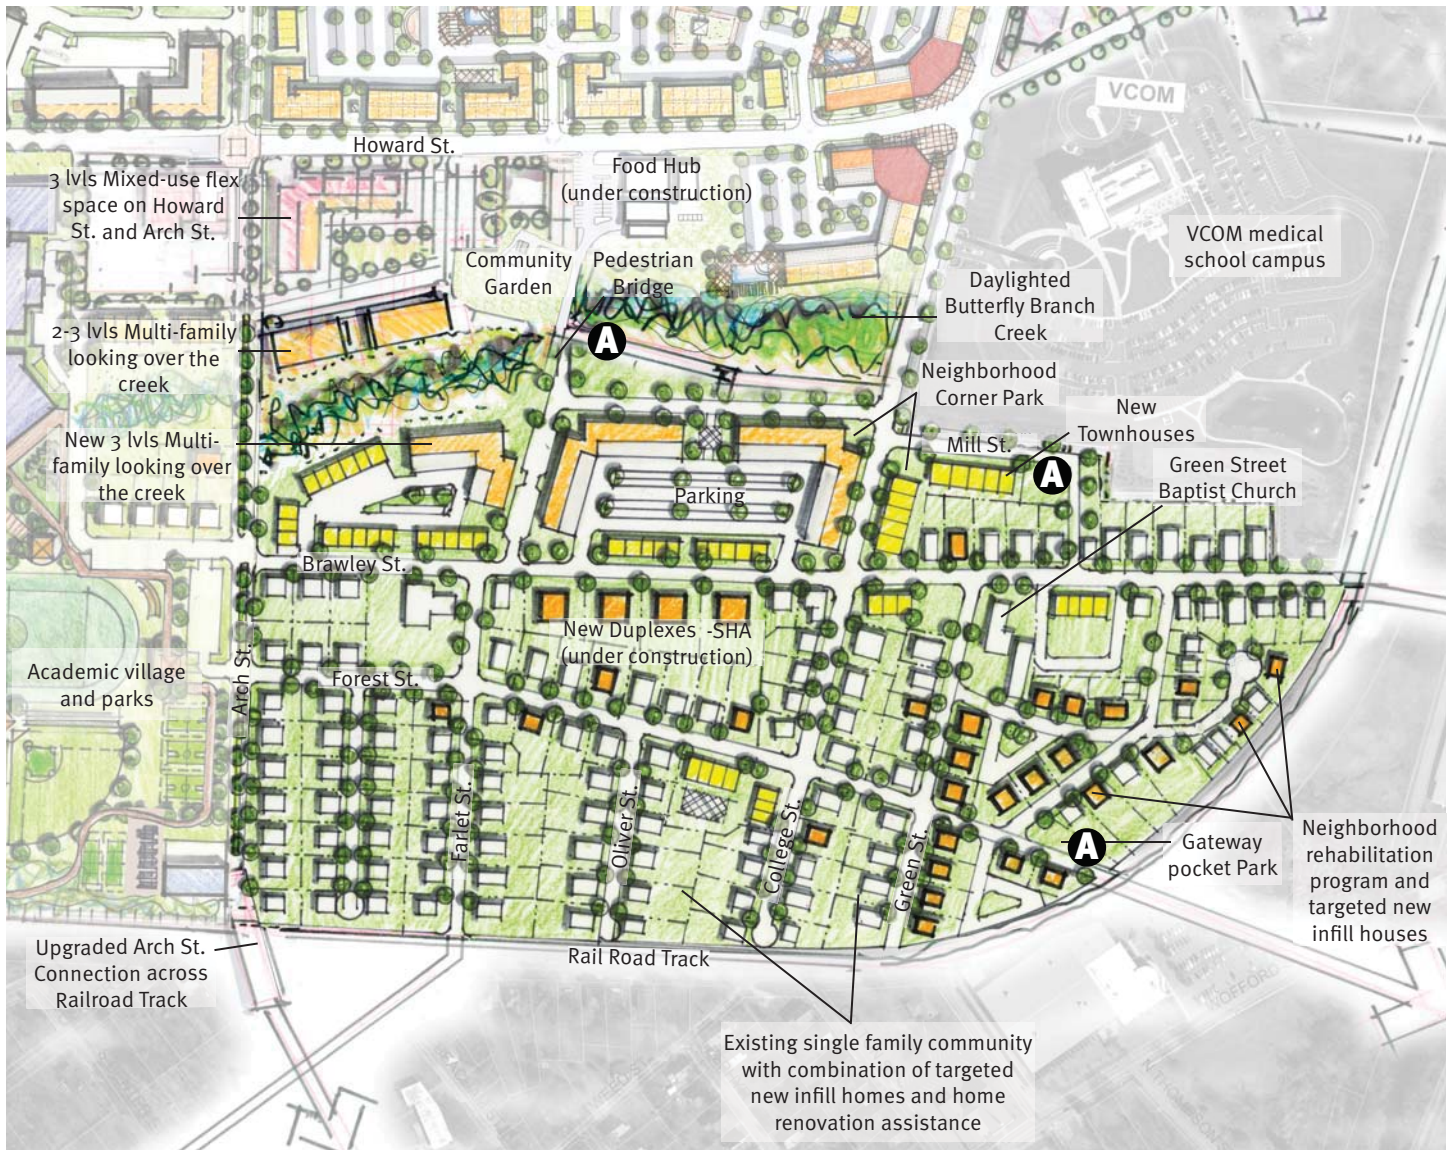 VCOM
Howard St.
3 lvls Mixed-use flex
space on Howard
St. and Arch St.
Food Hub
(under construction)
VCOM medical
school campus
Community
Garden
Pedestrian
Bridge
Daylighted
Butterfly Branch
Creek
2-3 lvls Multi-family
looking over the
creek
A
Neighborhood
Corner Park
New
Townhouses
New 3 lvls Multi-
family looking over
the creek
Mill St.
A
Green Street
Baptist Church
Parking
Brawley St.
New Duplexes -SHA
(under construction)
Academic village
and parks
Arch St.
Forest St.
Farlet St.
Oliver St.
College St.
Green St.
A
Gateway
pocket Park
Neighborhood
rehabilitation
program and
targeted new
infill houses
Upgraded Arch St.
Connection across
Railroad Track
Rail Road Track
Existing single family community
with combination of targeted
new infill homes and home
renovation assistance